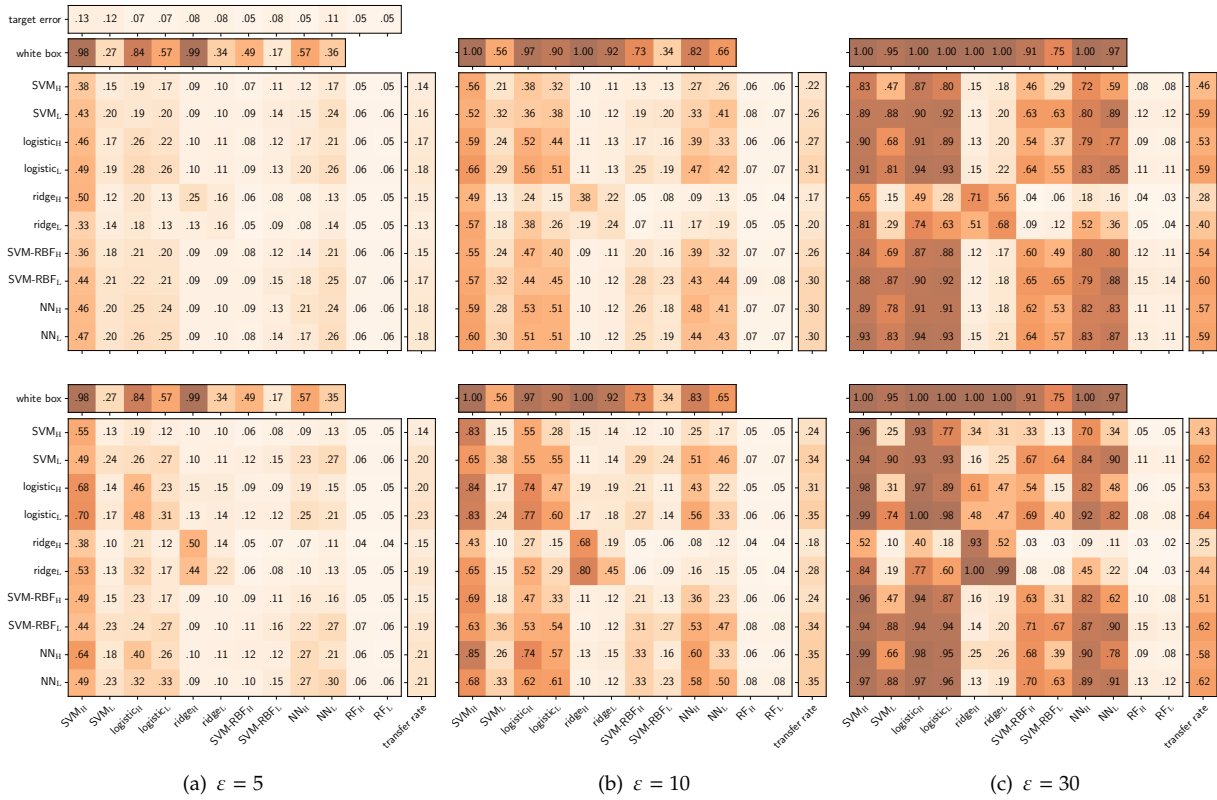 target error .13 .12 .07 .07 .08 .08 .05 .05 .05 .11 .05 .05
white box .98 .27 .84 .57 .99 .34 .49 .17 .57 .36 1.00 .56 .97 .90 1.00 .92 .73 .34 .82 .66 1.00 .95 1.00 1.00 1.00 1.00 .91 .75 1.00 .97
SVM_H .38 .15 .19 .17 .09 .10 .07 .11 .12 .17 .05 .05 .14 .56 .21 .38 .32 .10 .11 .13 .13 .27 .26 .06 .06 .22 .83 .47 .87 .80 .15 .18 .46 .29 .72 .59 .08 .08 .46
SVM_L .43 .20 .19 .20 .09 .10 .08 .14 .15 .24 .06 .06 .16 .52 .32 .36 .38 .10 .12 .19 .20 .33 .41 .08 .07 .26 .89 .88 .90 .92 .13 .20 .63 .63 .80 .89 .12 .12 .59
logistic_H .46 .17 .26 .22 .10 .11 .08 .12 .17 .21 .06 .06 .17 .59 .24 .52 .44 .11 .13 .17 .16 .39 .33 .06 .06 .27 .90 .68 .91 .89 .13 .20 .54 .37 .79 .77 .09 .08 .53
logistic_L .49 .19 .28 .26 .10 .11 .08 .13 .20 .26 .06 .06 .18 .66 .29 .56 .51 .11 .13 .25 .19 .47 .42 .07 .07 .31 .91 .81 .94 .93 .13 .20 .64 .55 .83 .85 .11 .11 .59
ridge_H .50 .12 .20 .13 .25 .16 .05 .08 .08 .13 .05 .05 .15 .49 .13 .24 .15 .38 .22 .05 .08 .09 .13 .05 .04 .17 .65 .15 .49 .28 .71 .56 .04 .06 .18 .16 .04 .03 .28
ridge_L .33 .14 .18 .13 .13 .16 .05 .09 .08 .14 .05 .04 .13 .57 .18 .38 .26 .19 .24 .07 .11 .17 .19 .05 .05 .20 .81 .29 .74 .63 .51 .68 .09 .12 .52 .36 .05 .04 .40
SVM-RBF_H .36 .18 .21 .20 .09 .09 .08 .12 .14 .21 .06 .06 .15 .55 .24 .47 .40 .09 .11 .20 .16 .39 .32 .07 .07 .27 .84 .69 .87 .88 .12 .17 .60 .49 .80 .80 .12 .11 .54
SVM-RBF_L .44 .21 .22 .21 .09 .09 .09 .15 .18 .25 .07 .06 .17 .57 .32 .44 .45 .10 .11 .28 .23 .43 .44 .09 .08 .30 .88 .87 .90 .92 .12 .17 .65 .65 .79 .88 .16 .16 .60
NN_H .46 .20 .25 .24 .09 .10 .08 .13 .21 .24 .06 .06 .18 .59 .28 .53 .51 .10 .12 .26 .18 .48 .41 .07 .07 .30 .89 .78 .91 .91 .13 .18 .62 .53 .82 .83 .11 .10 .57
NN_L .47 .20 .26 .25 .09 .10 .08 .14 .17 .26 .06 .06 .18 .60 .30 .51 .51 .10 .12 .25 .19 .44 .43 .07 .07 .30 .93 .83 .94 .93 .15 .21 .64 .57 .83 .87 .11 .11 .59
white box .98 .27 .84 .57 .99 .34 .49 .17 .57 .35 1.00 .56 .97 .90 1.00 .92 .73 .34 .83 .65 1.00 .95 1.00 1.00 1.00 1.00 .91 .75 1.00 .97
SVM_H .55 .13 .19 .12 .10 .10 .06 .08 .09 .13 .05 .05 .14 .83 .15 .55 .28 .15 .14 .12 .10 .25 .17 .05 .05 .24 .96 .25 .93 .77 .34 .31 .33 .13 .70 .34 .05 .05 .43
SVM_L .49 .24 .26 .27 .10 .11 .12 .15 .23 .27 .06 .06 .20 .65 .38 .55 .55 .11 .14 .29 .24 .51 .46 .07 .07 .34 .94 .90 .93 .93 .16 .25 .67 .64 .84 .90 .11 .11 .62
logistic_H .68 .14 .46 .23 .15 .15 .09 .09 .19 .15 .05 .05 .20 .84 .17 .74 .47 .19 .19 .21 .11 .43 .22 .05 .05 .31 .98 .31 .97 .89 .61 .47 .54 .15 .82 .48 .06 .05 .53
logistic_L .70 .17 .48 .31 .13 .14 .12 .12 .25 .21 .05 .05 .23 .83 .24 .77 .60 .17 .18 .27 .14 .56 .33 .06 .05 .35 .99 .74 1.00 .98 .48 .47 .69 .40 .92 .82 .08 .08 .64
ridge_H .38 .10 .21 .12 .50 .14 .05 .07 .07 .11 .04 .04 .15 .43 .10 .27 .15 .68 .19 .05 .06 .08 .12 .04 .04 .18 .52 .10 .40 .18 .93 .52 .03 .03 .09 .11 .03 .02 .25
ridge_L .53 .13 .32 .17 .44 .22 .06 .08 .10 .13 .05 .05 .19 .65 .15 .52 .29 .80 .45 .06 .09 .16 .15 .05 .04 .28 .84 .19 .77 .60 1.00 .99 .08 .08 .45 .22 .04 .03 .44
SVM-RBF_H .49 .15 .23 .17 .09 .10 .09 .10 .14 .16 .05 .05 .15 .69 .18 .47 .33 .11 .12 .21 .13 .36 .23 .06 .06 .24 .96 .47 .94 .87 .16 .19 .63 .31 .82 .62 .10 .08 .51
SVM-RBF_L .44 .23 .24 .27 .09 .10 .11 .16 .22 .27 .07 .06 .19 .63 .36 .53 .54 .10 .12 .31 .27 .53 .47 .08 .08 .34 .94 .88 .94 .94 .14 .20 .71 .67 .87 .90 .15 .13 .62
NN_H .64 .18 .40 .26 .10 .11 .12 .12 .27 .21 .06 .06 .21 .85 .26 .74 .57 .13 .15 .33 .16 .60 .33 .06 .06 .35 .99 .66 .98 .95 .25 .26 .68 .39 .90 .78 .09 .08 .58
NN_L .49 .23 .32 .33 .09 .10 .10 .15 .27 .30 .06 .06 .21 .68 .33 .62 .61 .10 .12 .33 .23 .58 .50 .08 .08 .35 .97 .88 .97 .96 .14 .18 .70 .63 .89 .91 .13 .12 .62
SVM_H SVM_L logistic_H logistic_L ridge_H ridge_L SVM-RBF_H SVM-RBF_L NN_H NN_L RF_H RF_L transfer rate SVM_H SVM_L logistic_H logistic_L ridge_H ridge_L SVM-RBF_H SVM-RBF_L NN_H NN_L RF_H RF_L transfer rate SVM_H SVM_L logistic_H logistic_L ridge_H ridge_L SVM-RBF_H SVM-RBF_L NN_H NN_L RF_H RF_L transfer rate
(a) ε = 5 (b) ε = 10 (c) ε = 30